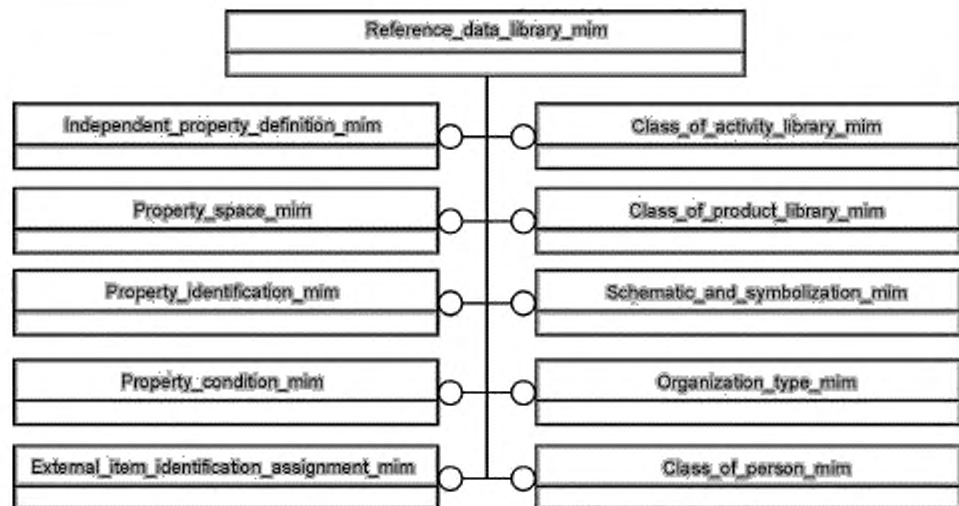 Reference_data_library_mim
Independent_property_definition_mim
Class_of_activity_library_mim
Property_space_mim
Class_of_product_library_mim
Property_identification_mim
Schematic_and_symbolization_mim
Property_condition_mim
Organization_type_mim
External_item_identification_assignment_mim
Class_of_person_mim